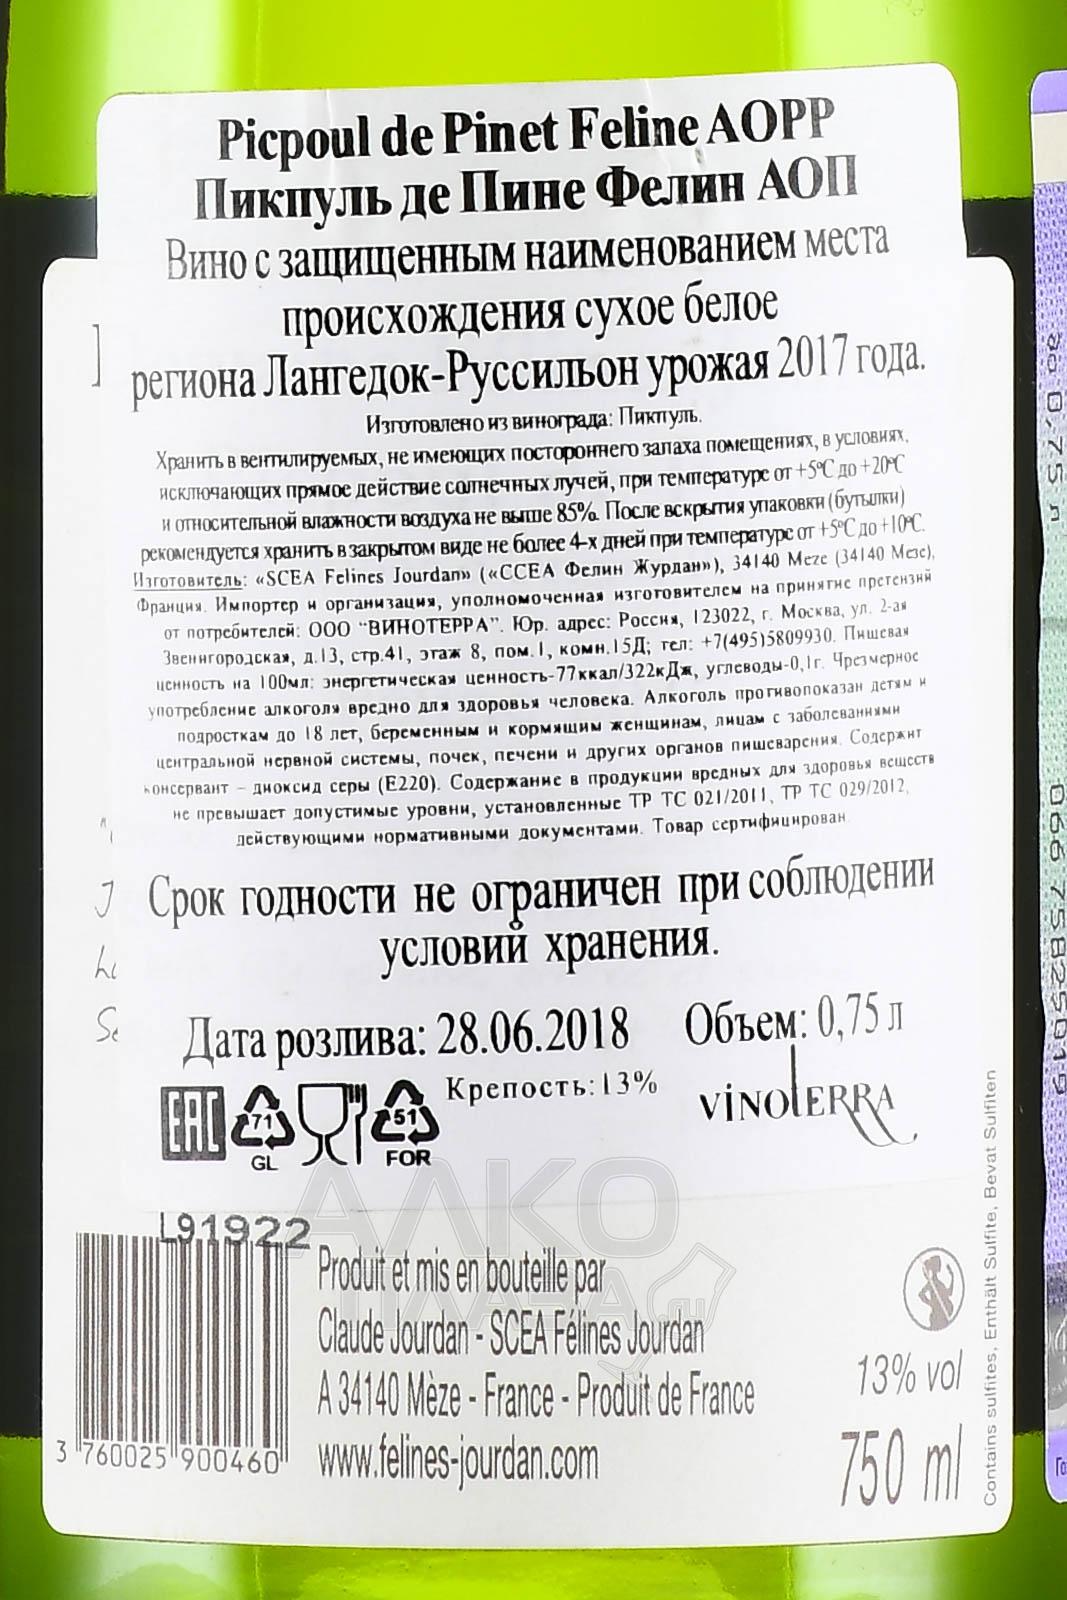 Picpoul de Pinet Feline AOPP
Пикпуль де Пине Фелин АОП
Вино с защищенным наименованием места
происхождения сухое белое
региона Лангедок-Руссильон урожая 2017 года.
Изготовлено из винограда: Пикпуль.
Хранить в вентилируемых, не имеющих постороннего запаха помещениях, в условиях,
исключающих прямое действие солнечных лучей, при температуре от +5°C до +20°C
и относительной влажности воздуха не выше 85%. После вскрытия упаковки (бутылки)
рекомендуется хранить в закрытом виде не более 4-х дней при температуре от +5°C до +10°C.
Изготовитель: «SCEA Felines Jourdan» («ССЕА Фелин Журдан»), 34140 Meze (34140 Мезе),
Франция. Импортер и организация, уполномоченная изготовителем на принятие претензий
от потребителей: ООО "ВИНОТЕРРА". Юр. адрес: Россия, 123022, г. Москва, ул. 2-ая
Звенигородская, д.13, стр.41, этаж 8, пом.1, комн.15Д; тел: +7(495)5809930. Пищевая
ценность на 100мл: энергетическая ценность-77ккал/322кДж, углеводы-0,1г. Чрезмерное
употребление алкоголя вредно для здоровья человека. Алкоголь противопоказан детям и
подросткам до 18 лет, беременным и кормящим женщинам, лицам с заболеваниями
центральной нервной системы, почек, печени и других органов пищеварения. Содержит
консервант – диоксид серы (Е220). Содержание в продукции вредных для здоровья веществ
не превышает допустимые уровни, установленные ТР ТС 021/2011, ТР ТС 029/2012,
действующими нормативными документами. Товар сертифицирован.
Срок годности не ограничен при соблюдении
условий хранения.
Дата розлива: 28.06.2018 Объем: 0,75 л
Крепость: 13%
VINOTERRA
EAC
71
GL
51
FOR
L91922
Produit et mis en bouteille par
Claude Jourdan - SCEA Félines Jourdan
A 34140 Mèze - France - Produit de France
www.felines-jourdan.com
3 760025 900460
13% vol
750 ml
Contains sulfites, Enthält Sulfite, Bevat Sulfiten
до 0,75 л
066 75825019